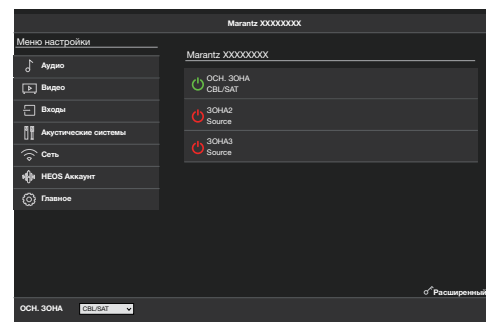 Marantz XXXXXXXX
Меню настройки
Marantz XXXXXXXX
Аудио
Видео
Входы
Акустические системы
Сеть
HEOS Аккаунт
Главное
ОСН. ЗОНА
CBL/SAT
ЗОНА2
Source
ЗОНА3
Source
Расширенный
ОСН. ЗОНА CBL/SAT